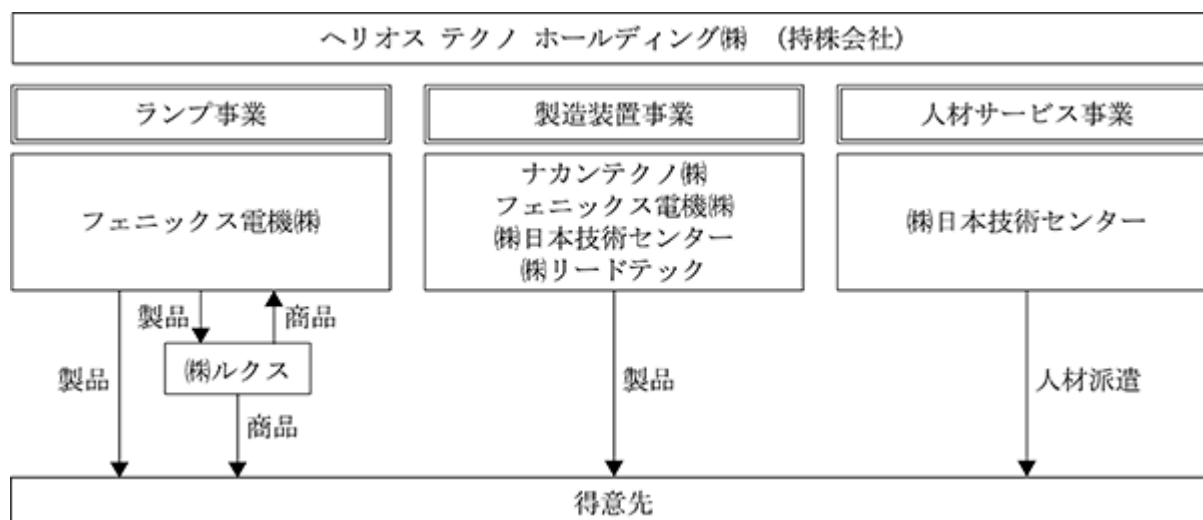 ヘリオス テクノ ホールディング㈱ （持株会社）
ランプ事業
製造装置事業
人材サービス事業
フェニックス電機㈱
ナカンテクノ㈱
フェニックス電機㈱
㈱日本技術センター
㈱リードテック
㈱日本技術センター
製品
商品
㈱ルクス
製品
商品
製品
人材派遣
得意先